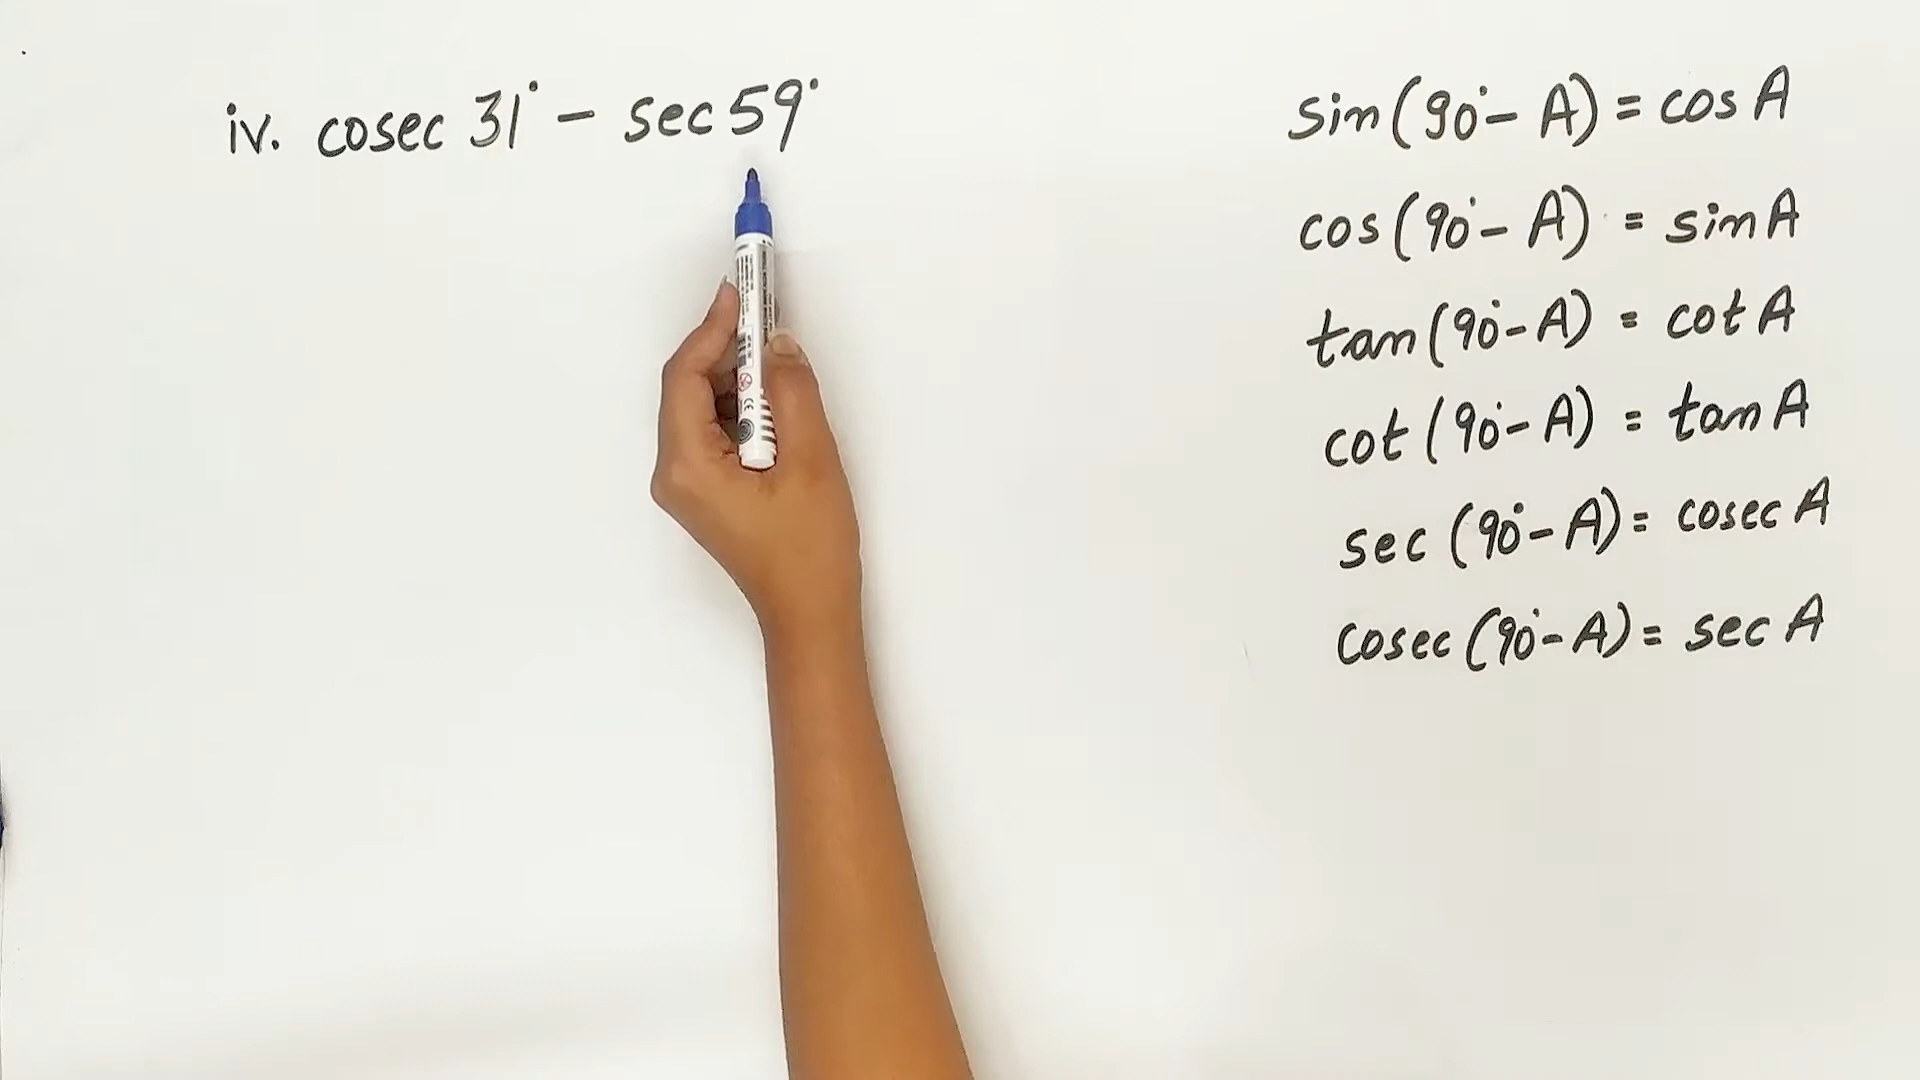 iv. cosec 31° - sec 59°
sin (90° - A) = cos A
cos (90° - A) = sin A
tan (90° - A) = cot A
cot (90° - A) = tan A
sec (90° - A) = cosec A
cosec (90° - A) = sec A